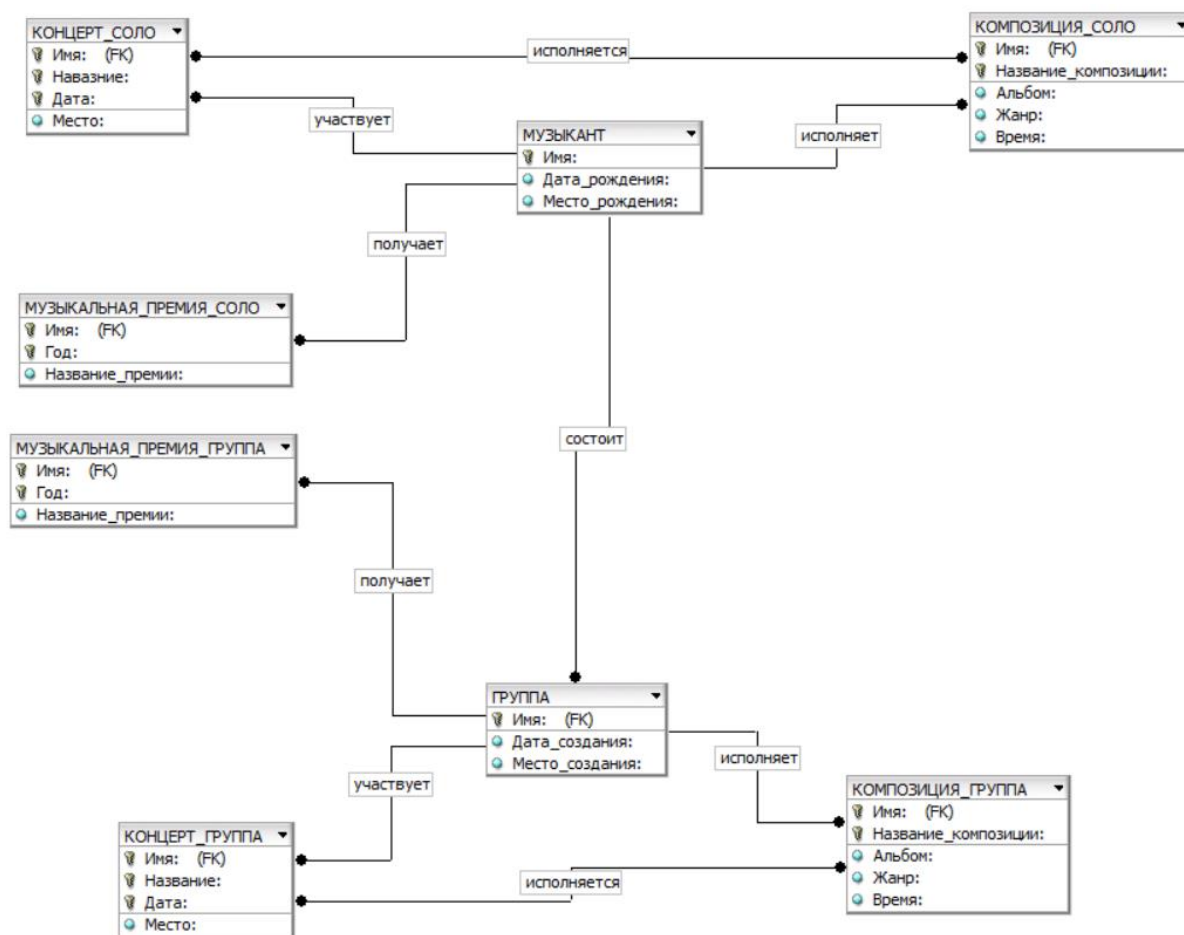 КОНЦЕРТ_СОЛО
Имя: (FK)
Навазние:
Дата:
Место:
исполняется
КОМПОЗИЦИЯ_СОЛО
Имя: (FK)
Название_композиции:
Альбом:
Жанр:
Время:
участвует
исполняет
МУЗЫКАНТ
Имя:
Дата_рождения:
Место_рождения:
получает
МУЗЫКАЛЬНАЯ_ПРЕМИЯ_СОЛО
Имя: (FK)
Год:
Название_премии:
состоит
МУЗЫКАЛЬНАЯ_ПРЕМИЯ_ГРУППА
Имя: (FK)
Год:
Название_премии:
получает
ГРУППА
Имя: (FK)
Дата_создания:
Место_создания:
участвует
исполняет
КОНЦЕРТ_ГРУППА
Имя: (FK)
Название:
Дата:
Место:
исполняется
КОМПОЗИЦИЯ_ГРУППА
Имя: (FK)
Название_композиции:
Альбом:
Жанр:
Время: